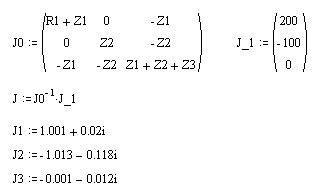 R1 + Z1 0 - Z1
J0 := 0 Z2 - Z2
- Z1 - Z2 Z1 + Z2 + Z3
200
J_1 := -100
0
J := J0⁻¹·J_1
J1 := 1.001 + 0.02i
J2 := -1.013 - 0.118i
J3 := -0.001 - 0.012i